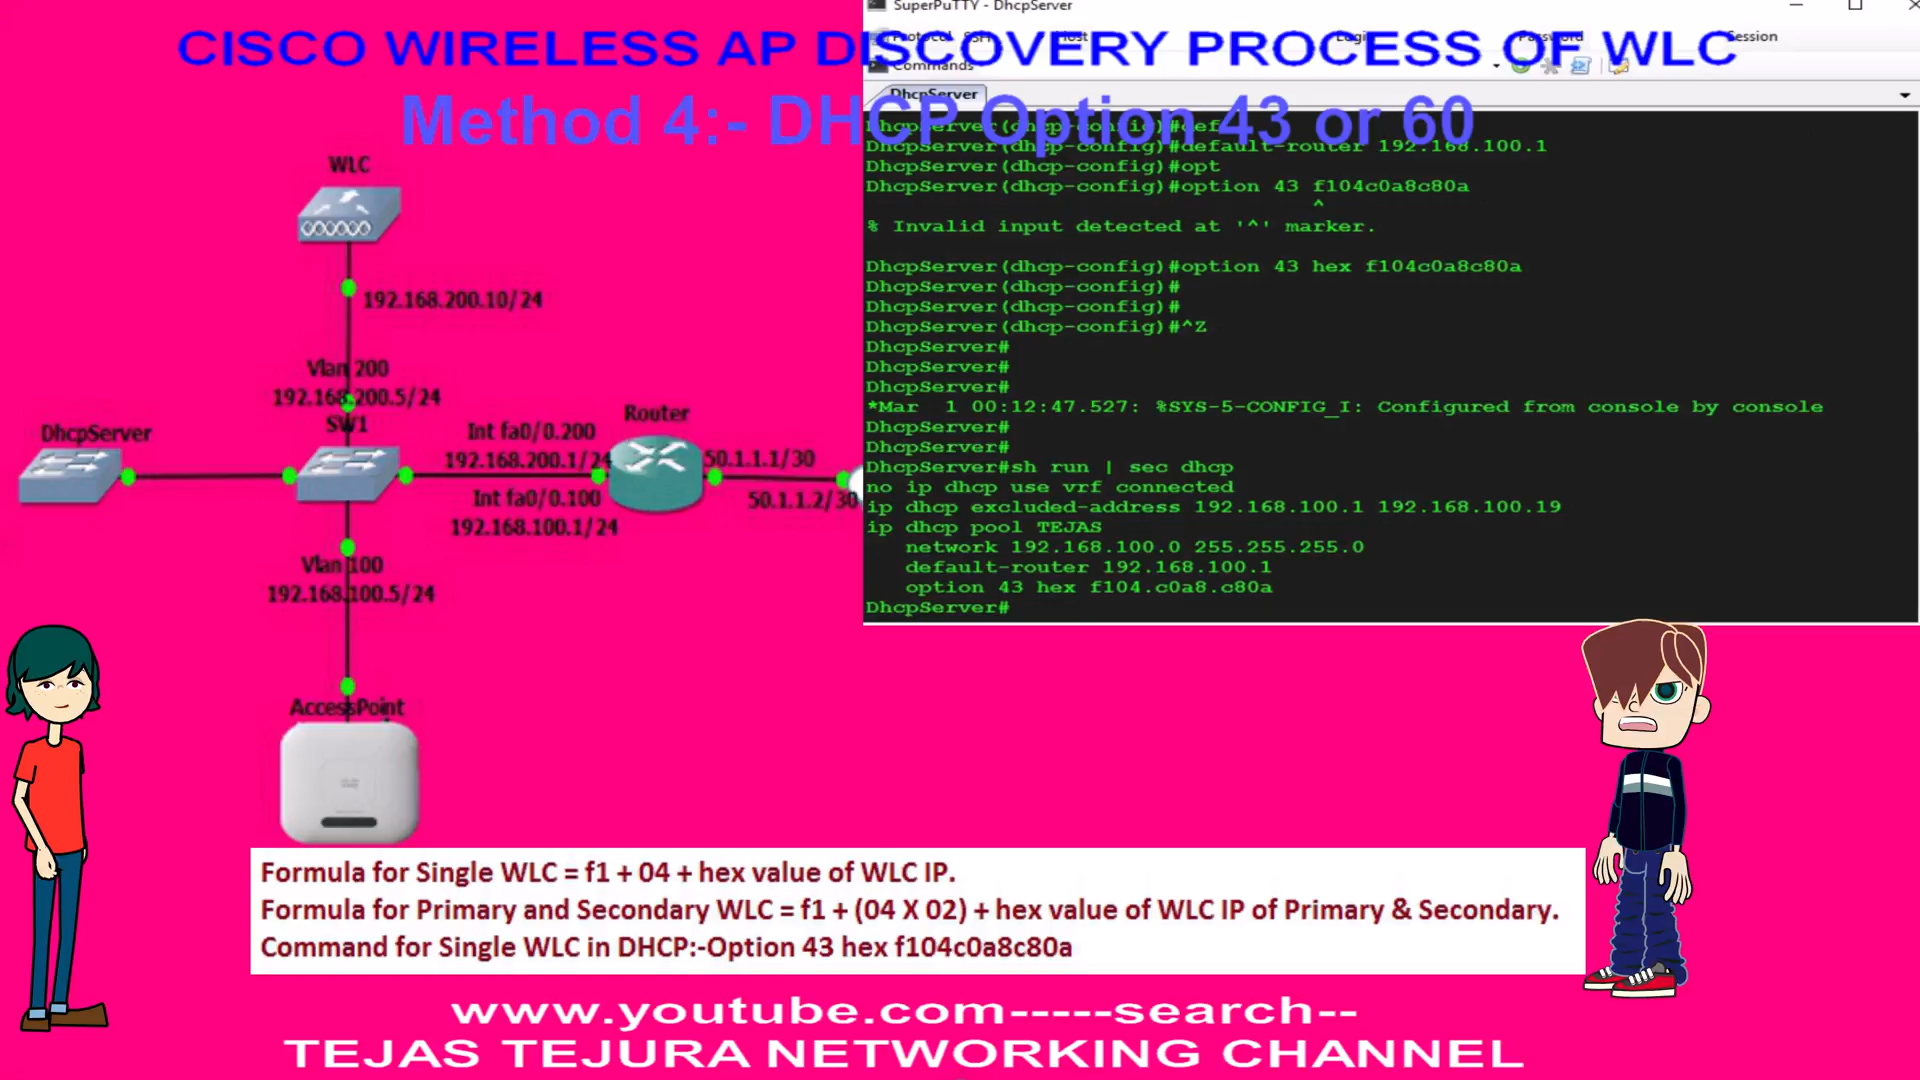 SuperPuTTY - DhcpServer
CISCO WIRELESS AP DISCOVERY PROCESS OF WLC
Protocol SSH Host Login Password Session
Commands
DhcpServer
Method 4:- DHCP Option 43 or 60
DhcpServer(dhcp-config)#def
DhcpServer(dhcp-config)#default-router 192.168.100.1
DhcpServer(dhcp-config)#opt
DhcpServer(dhcp-config)#option 43 f104c0a8c80a
^
% Invalid input detected at '^' marker.
DhcpServer(dhcp-config)#option 43 hex f104c0a8c80a
DhcpServer(dhcp-config)#
DhcpServer(dhcp-config)#
DhcpServer(dhcp-config)#^Z
DhcpServer#
DhcpServer#
DhcpServer#
*Mar  1 00:12:47.527: %SYS-5-CONFIG_I: Configured from console by console
DhcpServer#
DhcpServer#
DhcpServer#sh run | sec dhcp
no ip dhcp use vrf connected
ip dhcp excluded-address 192.168.100.1 192.168.100.19
ip dhcp pool TEJAS
network 192.168.100.0 255.255.255.0
default-router 192.168.100.1
option 43 hex f104.c0a8.c80a
DhcpServer#
WLC
192.168.200.10/24
Vlan 200
192.168.200.5/24
SW1
DhcpServer
Int fa0/0.200
192.168.200.1/24
Int fa0/0.100
192.168.100.1/24
Router
50.1.1.1/30
50.1.1.2/30
Vlan 100
192.168.100.5/24
AccessPoint
Formula for Single WLC = f1 + 04 + hex value of WLC IP.
Formula for Primary and Secondary WLC = f1 + (04 X 02) + hex value of WLC IP of Primary & Secondary.
Command for Single WLC in DHCP:-Option 43 hex f104c0a8c80a
www.youtube.com-----search--
TEJAS TEJURA NETWORKING CHANNEL